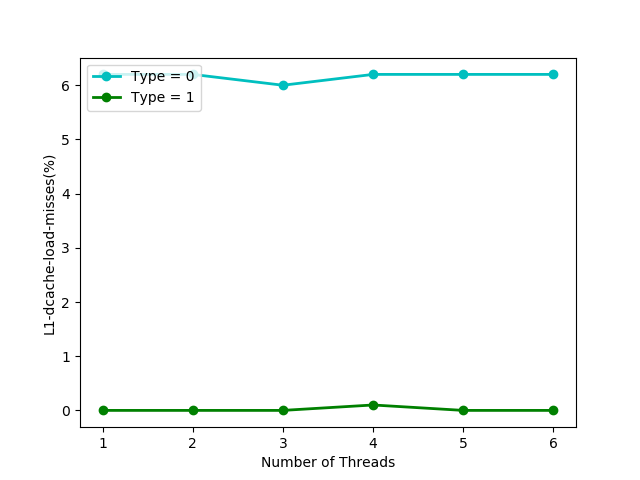 Type = 0
Type = 1
6
5
4
3
2
1
0
L1-dcache-load-misses(%)
1 2 3 4 5 6
Number of Threads